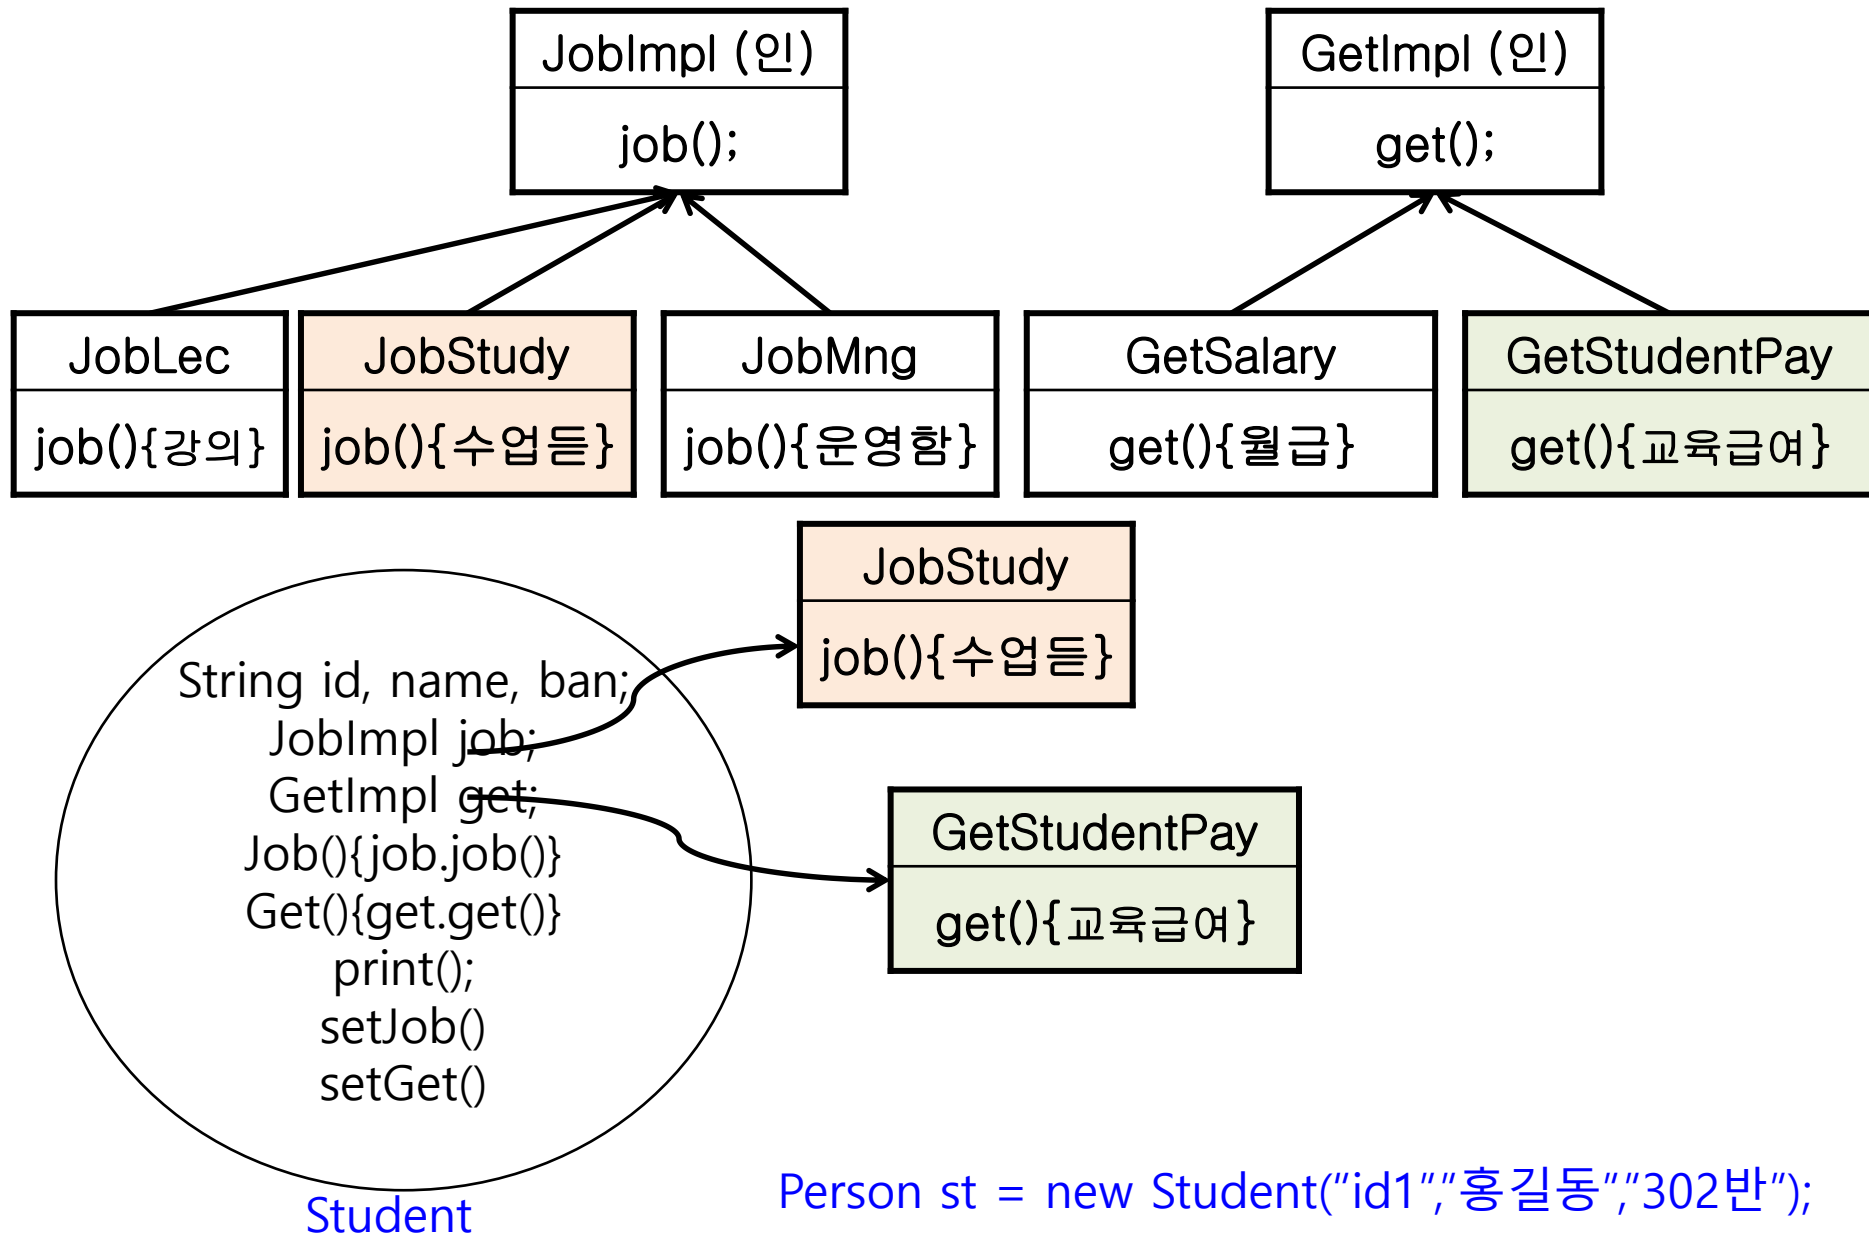 JobImpl (인)
job();
GetImpl (인)
get();
JobLec
job(){강의}
JobStudy
job(){수업듣}
JobMng
job(){운영함}
GetSalary
get(){월급}
GetStudentPay
get(){교육급여}
JobStudy
job(){수업듣}
String id, name, ban;
JobImpl job;
GetImpl get;
Job(){job.job()}
Get(){get.get()}
print();
setJob()
setGet()
GetStudentPay
get(){교육급여}
Student
Person st = new Student("id1","홍길동","302반");